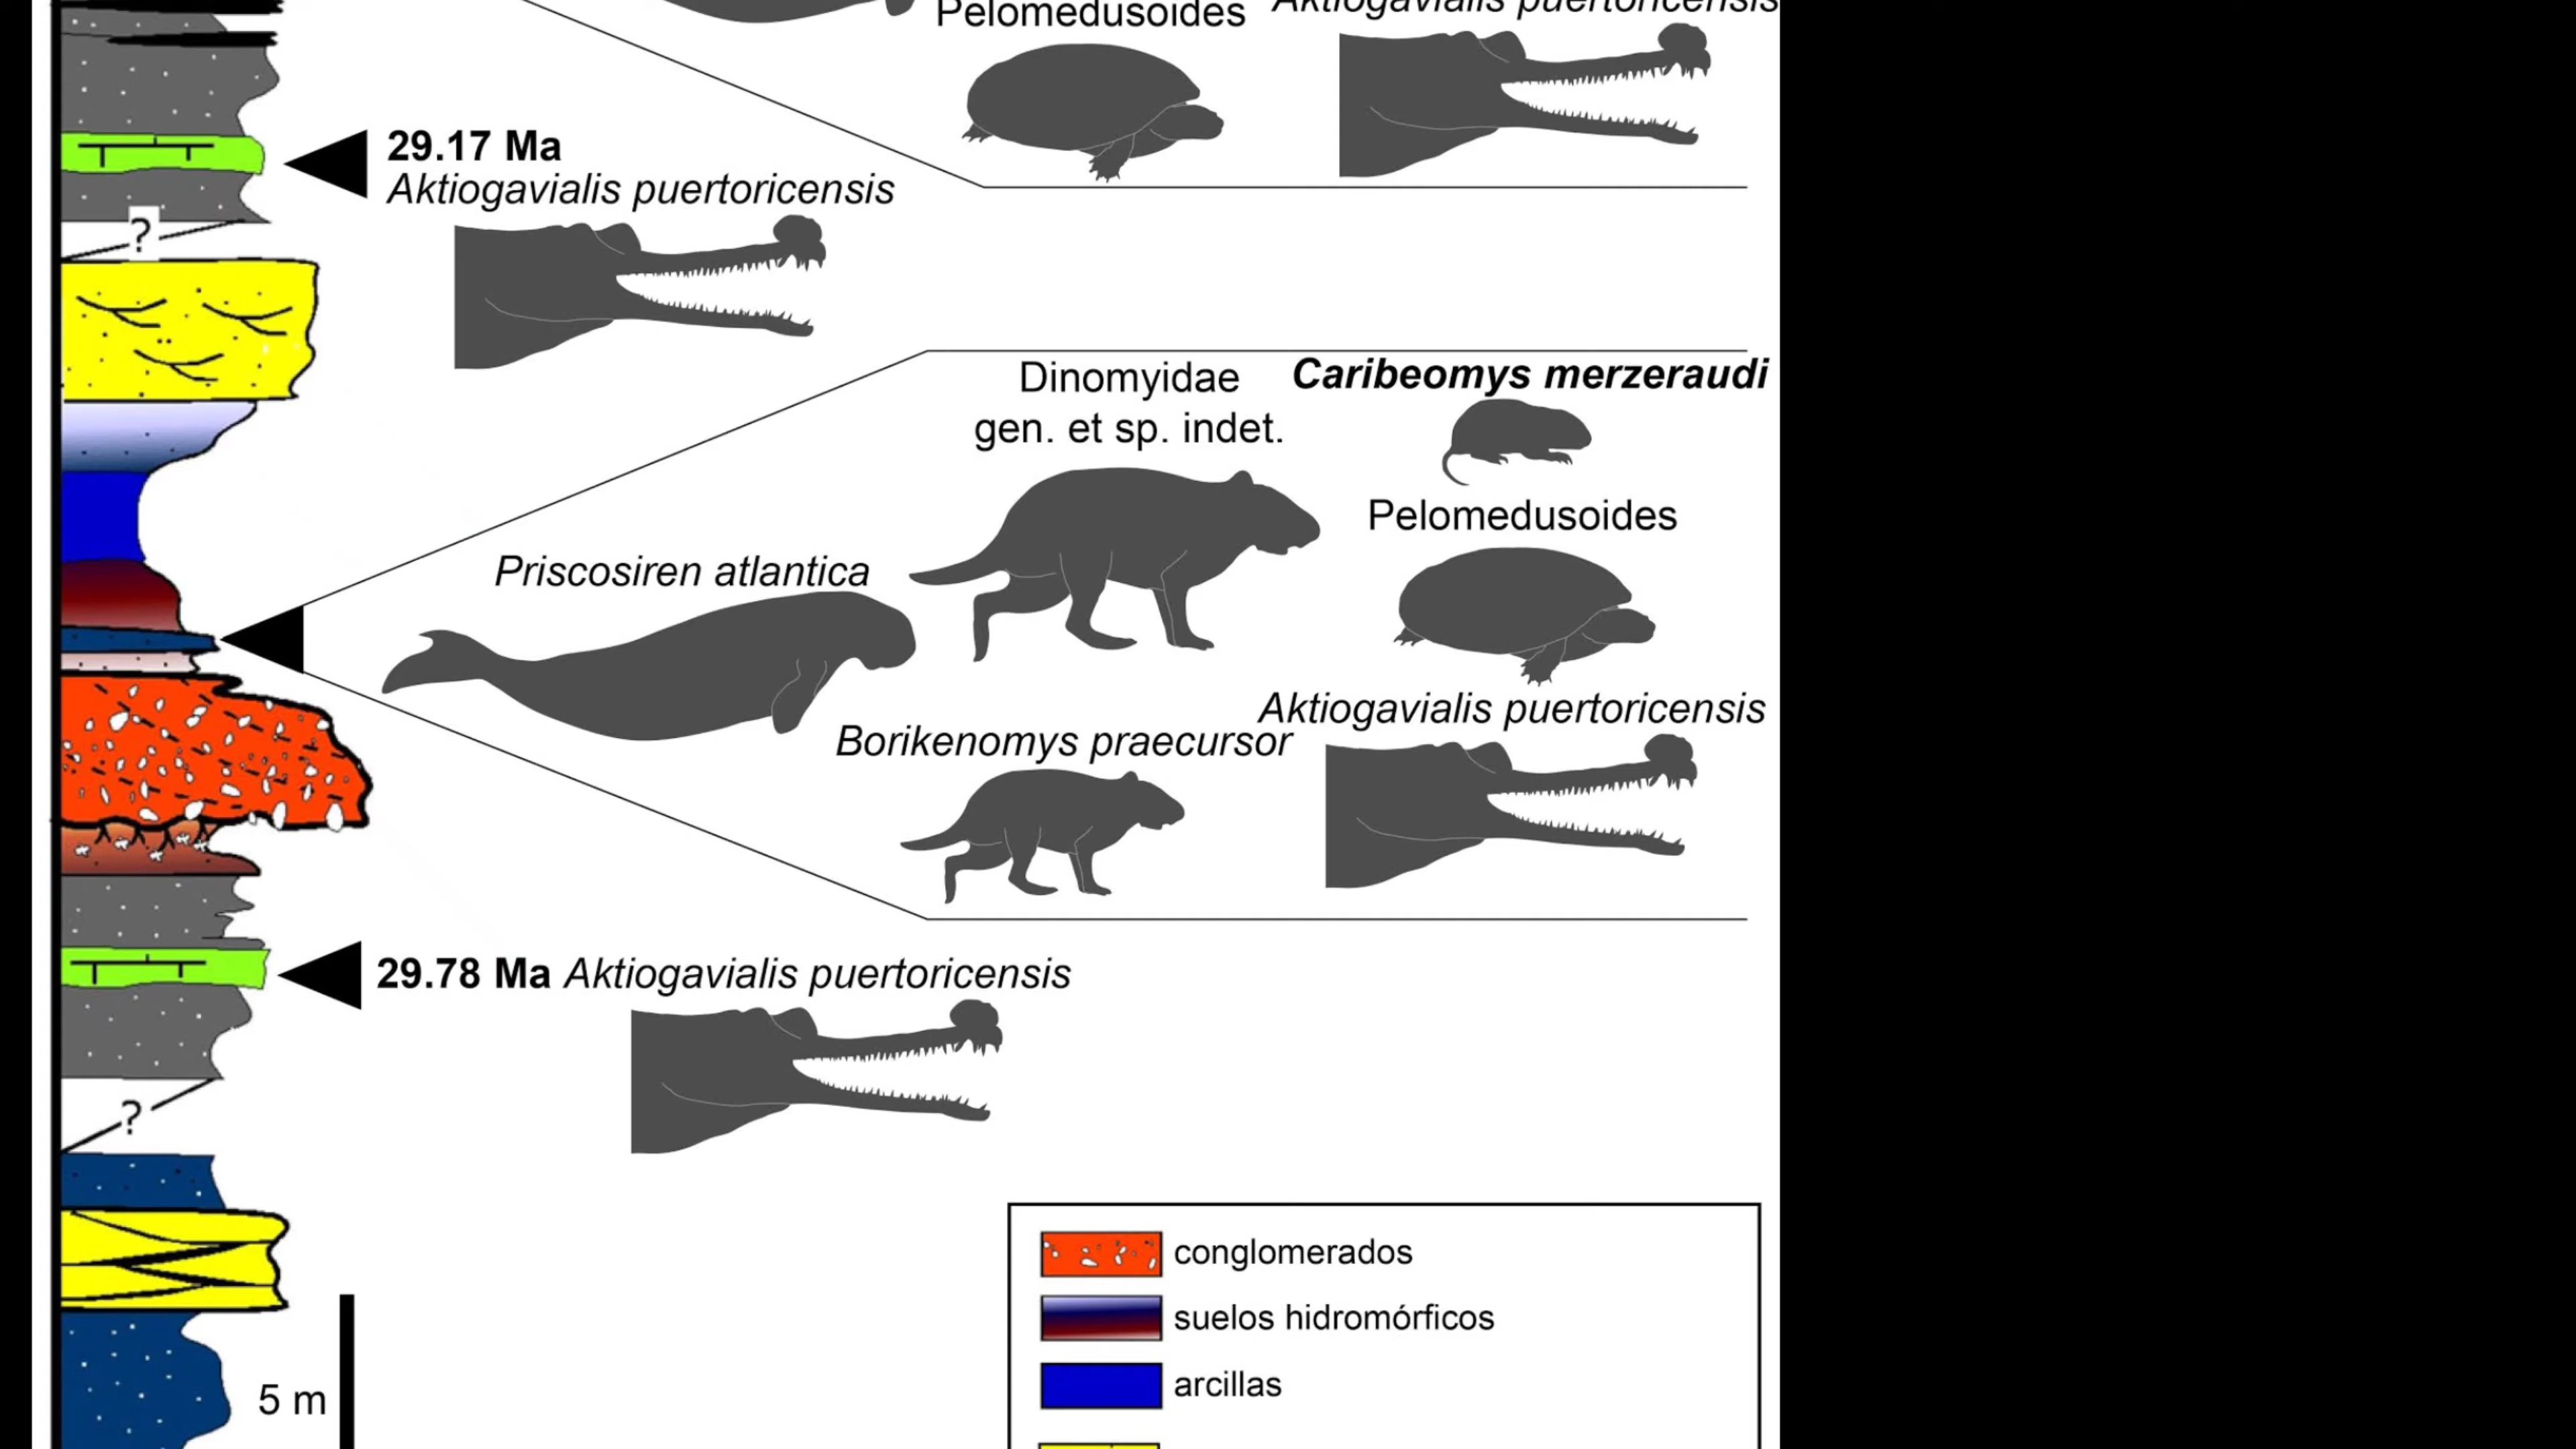 Pelomedusoides
Aktiogavialis puertoricensis
29.17 Ma
Aktiogavialis puertoricensis
?
Dinomyidae
gen. et sp. indet.
Caribeomys merzeraudi
Pelomedusoides
Priscosiren atlantica
Aktiogavialis puertoricensis
Borikenomys praecursor
29.78 Ma Aktiogavialis puertoricensis
?
conglomerados
suelos hidromórficos
arcillas
5 m